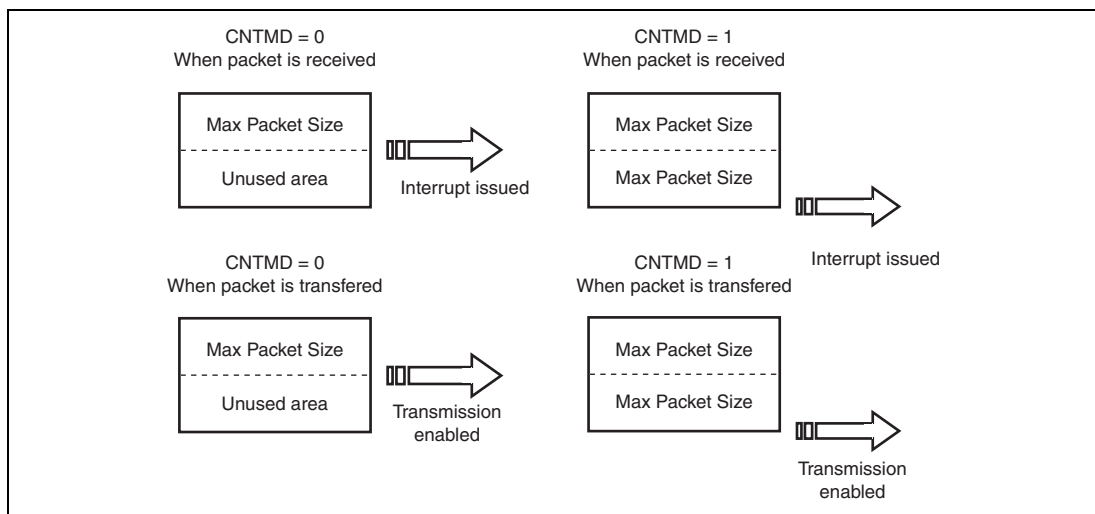 CNTMD = 0
When packet is received
Max Packet Size
Unused area
Interrupt issued
CNTMD = 1
When packet is received
Max Packet Size
Max Packet Size
Interrupt issued
CNTMD = 0
When packet is transfered
Max Packet Size
Unused area
Transmission
enabled
CNTMD = 1
When packet is transfered
Max Packet Size
Max Packet Size
Transmission
enabled